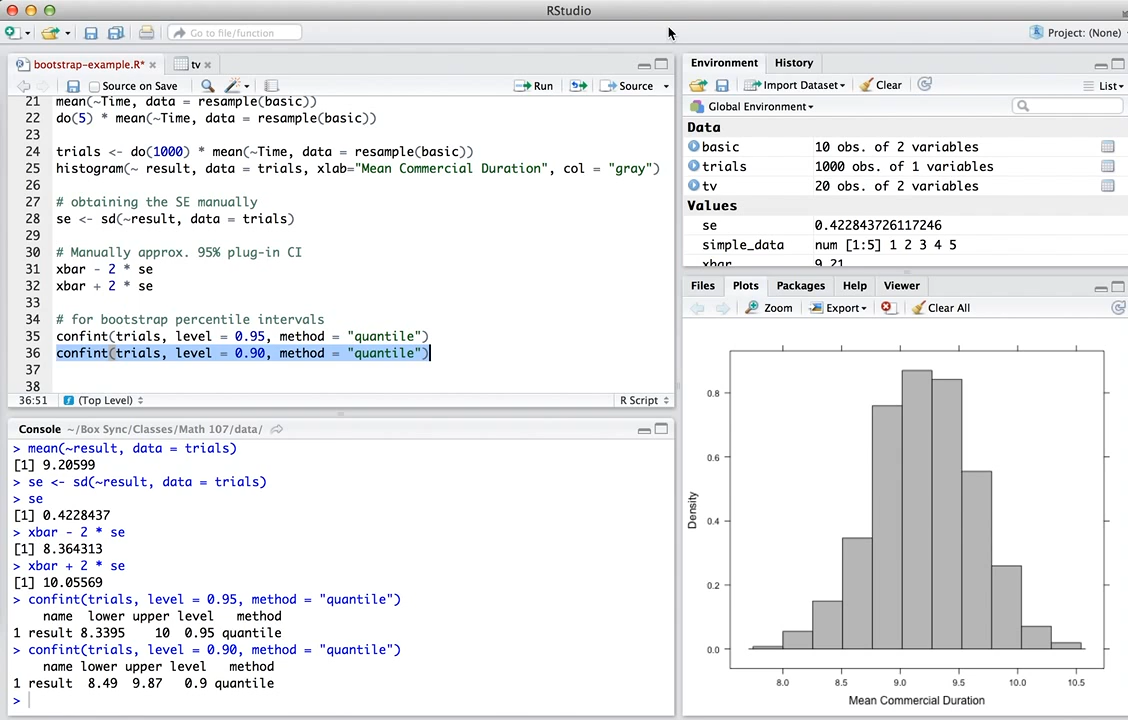 RStudio
Go to file/function
Project: (None)
bootstrap-example.R* tv
Source on Save Run Source
21 mean(~Time, data = resample(basic))
22 do(5) * mean(~Time, data = resample(basic))
23
24 trials <- do(1000) * mean(~Time, data = resample(basic))
25 histogram(~ result, data = trials, xlab="Mean Commercial Duration", col = "gray")
26
27 # obtaining the SE manually
28 se <- sd(~result, data = trials)
29
30 # Manually approx. 95% plug-in CI
31 xbar - 2 * se
32 xbar + 2 * se
33
34 # for bootstrap percentile intervals
35 confint(trials, level = 0.95, method = "quantile")
36 confint(trials, level = 0.90, method = "quantile")
37
38
36:51 (Top Level) R Script
Console ~/Box Sync/Classes/Math 107/data/
> mean(~result, data = trials)
[1] 9.20599
> se <- sd(~result, data = trials)
> se
[1] 0.4228437
> xbar - 2 * se
[1] 8.364313
> xbar + 2 * se
[1] 10.05569
> confint(trials, level = 0.95, method = "quantile")
name lower upper level method
1 result 8.3395 10 0.95 quantile
> confint(trials, level = 0.90, method = "quantile")
name lower upper level method
1 result 8.49 9.87 0.9 quantile
>
Environment History
Import Dataset Clear List
Global Environment
Data
basic 10 obs. of 2 variables
trials 1000 obs. of 1 variables
tv 20 obs. of 2 variables
Values
se 0.422843726117246
simple_data num [1:5] 1 2 3 4 5
xbar 9.21
Files Plots Packages Help Viewer
Zoom Export Clear All
Density
0.8
0.6
0.4
0.2
0.0
8.0 8.5 9.0 9.5 10.0 10.5
Mean Commercial Duration